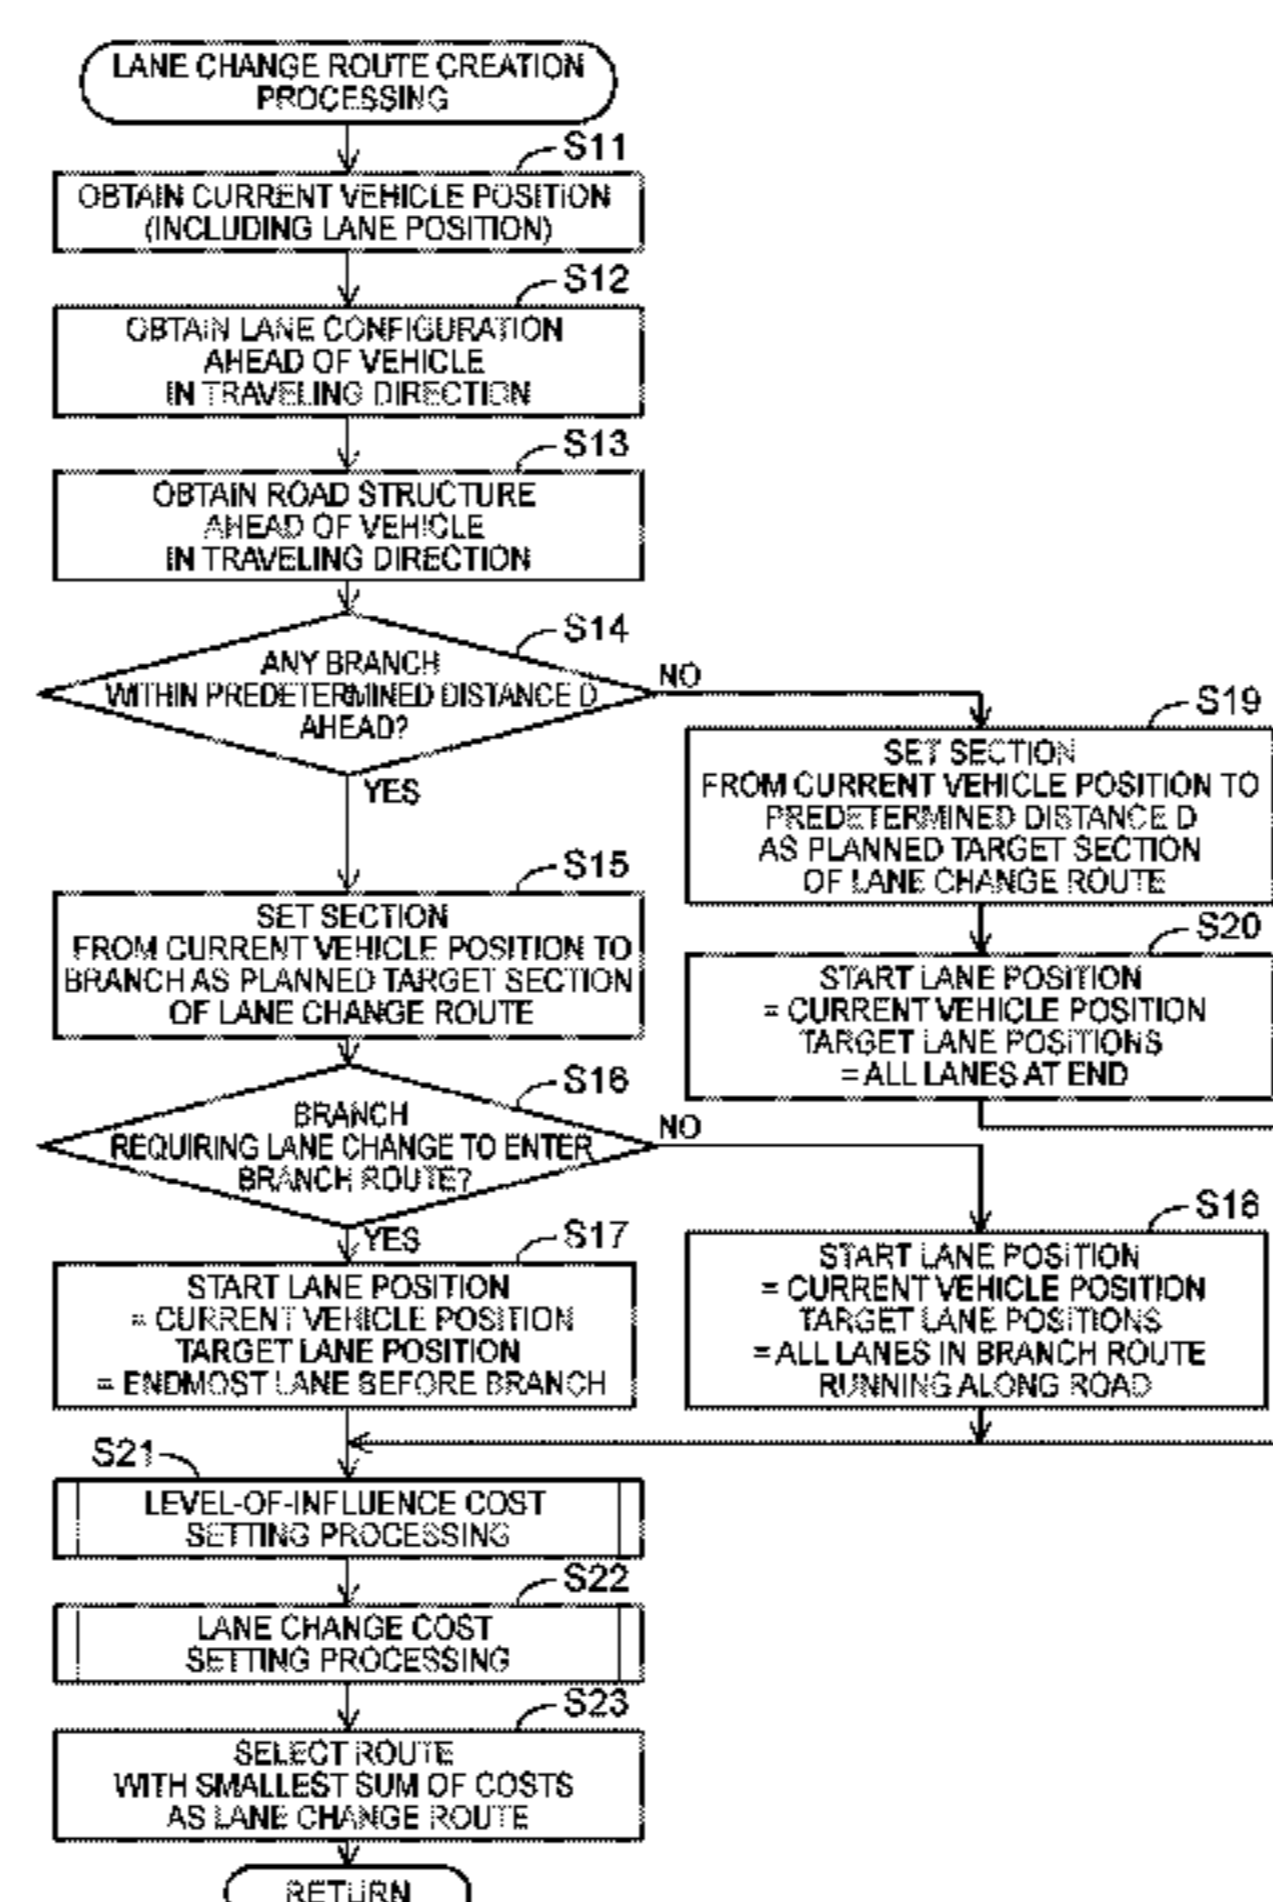 LANE CHANGE ROUTE CREATION
PROCESSING
S11
OBTAIN CURRENT VEHICLE POSITION
(INCLUDING LANE POSITION)
S12
OBTAIN LANE CONFIGURATION
AHEAD OF VEHICLE
IN TRAVELING DIRECTION
S13
OBTAIN ROAD STRUCTURE
AHEAD OF VEHICLE
IN TRAVELING DIRECTION
S14
ANY BRANCH
WITHIN PREDETERMINED DISTANCE D
AHEAD?
NO
YES
S19
SET SECTION
FROM CURRENT VEHICLE POSITION TO
PREDETERMINED DISTANCE D
AS PLANNED TARGET SECTION
OF LANE CHANGE ROUTE
S15
SET SECTION
FROM CURRENT VEHICLE POSITION TO
BRANCH AS PLANNED TARGET SECTION
OF LANE CHANGE ROUTE
S20
START LANE POSITION
= CURRENT VEHICLE POSITION
TARGET LANE POSITIONS
= ALL LANES AT END
S16
BRANCH
REQUIRING LANE CHANGE TO ENTER
BRANCH ROUTE?
NO
YES
S17
START LANE POSITION
= CURRENT VEHICLE POSITION
TARGET LANE POSITION
= ENDMOST LANE BEFORE BRANCH
S18
START LANE POSITION
= CURRENT VEHICLE POSITION
TARGET LANE POSITIONS
= ALL LANES IN BRANCH ROUTE
RUNNING ALONG ROAD
S21
LEVEL-OF-INFLUENCE COST
SETTING PROCESSING
S22
LANE CHANGE COST
SETTING PROCESSING
S23
SELECT ROUTE
WITH SMALLEST SUM OF COSTS
AS LANE CHANGE ROUTE
RETURN